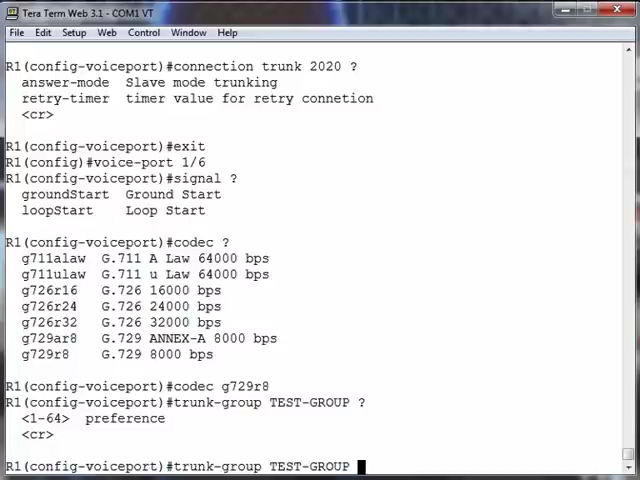 Tera Term Web 3.1 - COM1 VT
File Edit Setup Web Control Window Help
R1(config-voiceport)#connection trunk 2020 ?
answer-mode Slave mode trunking
retry-timer timer value for retry connetion
<cr>
R1(config-voiceport)#exit
R1(config)#voice-port 1/6
R1(config-voiceport)#signal ?
groundStart Ground Start
loopStart Loop Start
R1(config-voiceport)#codec ?
g711alaw G.711 A Law 64000 bps
g711ulaw G.711 u Law 64000 bps
g726r16 G.726 16000 bps
g726r24 G.726 24000 bps
g726r32 G.726 32000 bps
g729ar8 G.729 ANNEX-A 8000 bps
g729r8 G.729 8000 bps
R1(config-voiceport)#codec g729r8
R1(config-voiceport)#trunk-group TEST-GROUP ?
<1-64> preference
<cr>
R1(config-voiceport)#trunk-group TEST-GROUP